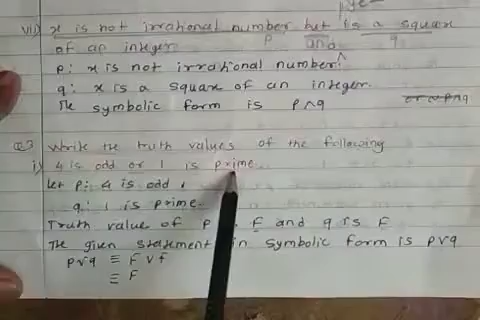 vii) x is not irrational number but is a square
of an integer p and q
p: x is not irrational number.
q: x is a square of an integer.
The symbolic form is p ∧ q
Q3 Write the truth values of the following
i) 4 is odd or 1 is prime.
Let p: 4 is odd
q: 1 is prime.
Truth value of p F and q is F
The given statement in symbolic form is p∨q
p∨q ≡ F ∨ F
≡ F